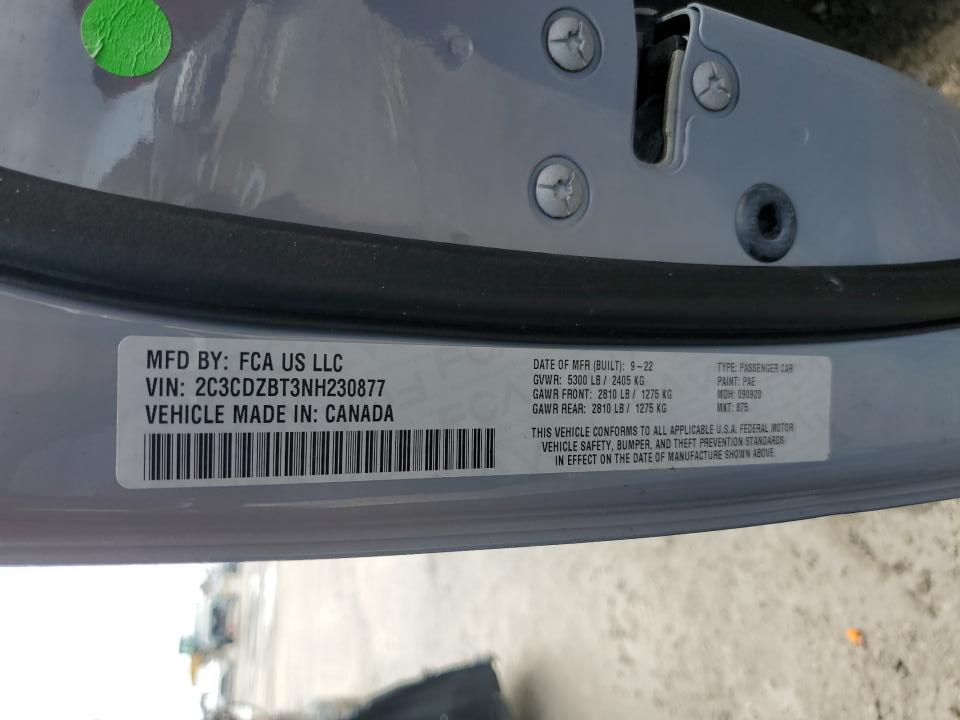 MFD BY: FCA US LLC
VIN: 2C3CDZBT3NH230877
VEHICLE MADE IN: CANADA
DATE OF MFR (BUILT): 9-22
GVWR: 5300 LB / 2405 KG
GAWR FRONT: 2810 LB / 1275 KG
GAWR REAR: 2810 LB / 1275 KG
TYPE: PASSENGER CAR
PAINT: PAE
MDH: 090920
MKT: 875
THIS VEHICLE CONFORMS TO ALL APPLICABLE U.S.A. FEDERAL MOTOR
VEHICLE SAFETY, BUMPER, AND THEFT PREVENTION STANDARDS
IN EFFECT ON THE DATE OF MANUFACTURE SHOWN ABOVE.